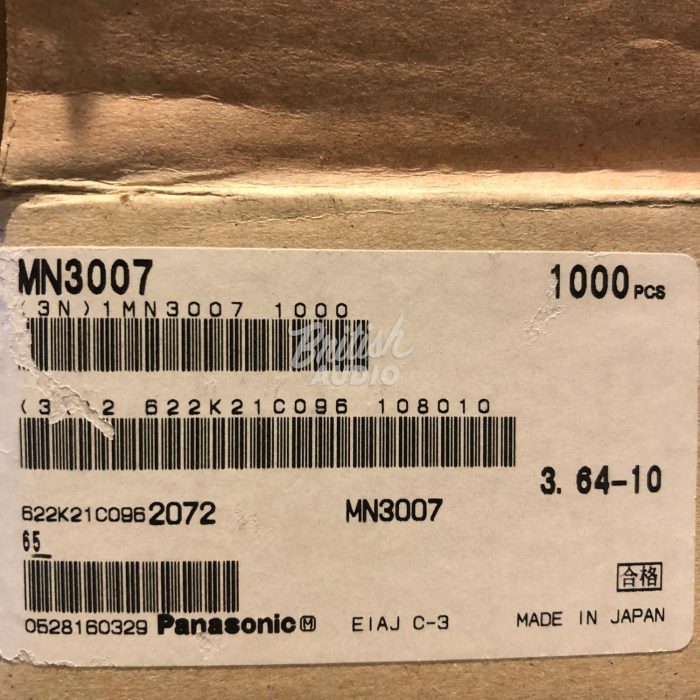 MN3007 1000 PCS
(3N)1MN3007 1000
British
AUDIO
2 622K21C096 108010
3. 64-10
622K21C096 2072 MN3007
65
合格
0528160329 Panasonic M EIAJ C-3 MADE IN JAPAN